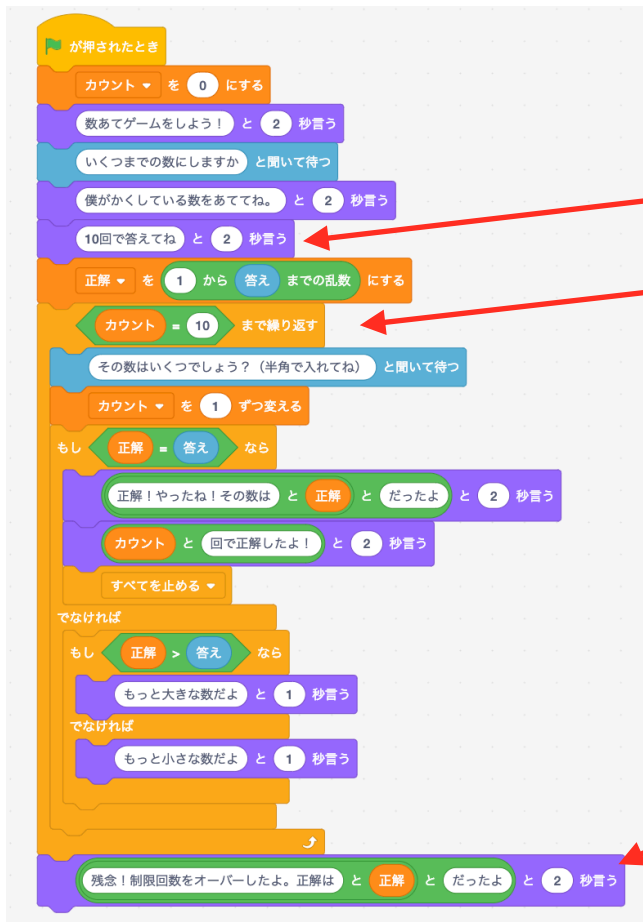 が押されたとき
カウント を 0 にする
数あてゲームをしよう! と 2 秒言う
いくつまでの数にしますか と聞いて待つ
僕がかくしている数をあててね。 と 2 秒言う
10回で答えてね と 2 秒言う
正解 を 1 から 答え までの乱数 にする
カウント = 10 まで繰り返す
その数はいくつでしょう?(半角で入れてね) と聞いて待つ
カウント を 1 ずつ変える
もし 正解 = 答え なら
正解!やったね!その数は と 正解 と だったよ と 2 秒言う
カウント と 回で正解したよ! と 2 秒言う
すべてを止める
でなければ
もし 正解 > 答え なら
もっと大きな数だよ と 1 秒言う
でなければ
もっと小さな数だよ と 1 秒言う
残念!制限回数をオーバーしたよ。正解は と 正解 と だったよ と 2 秒言う